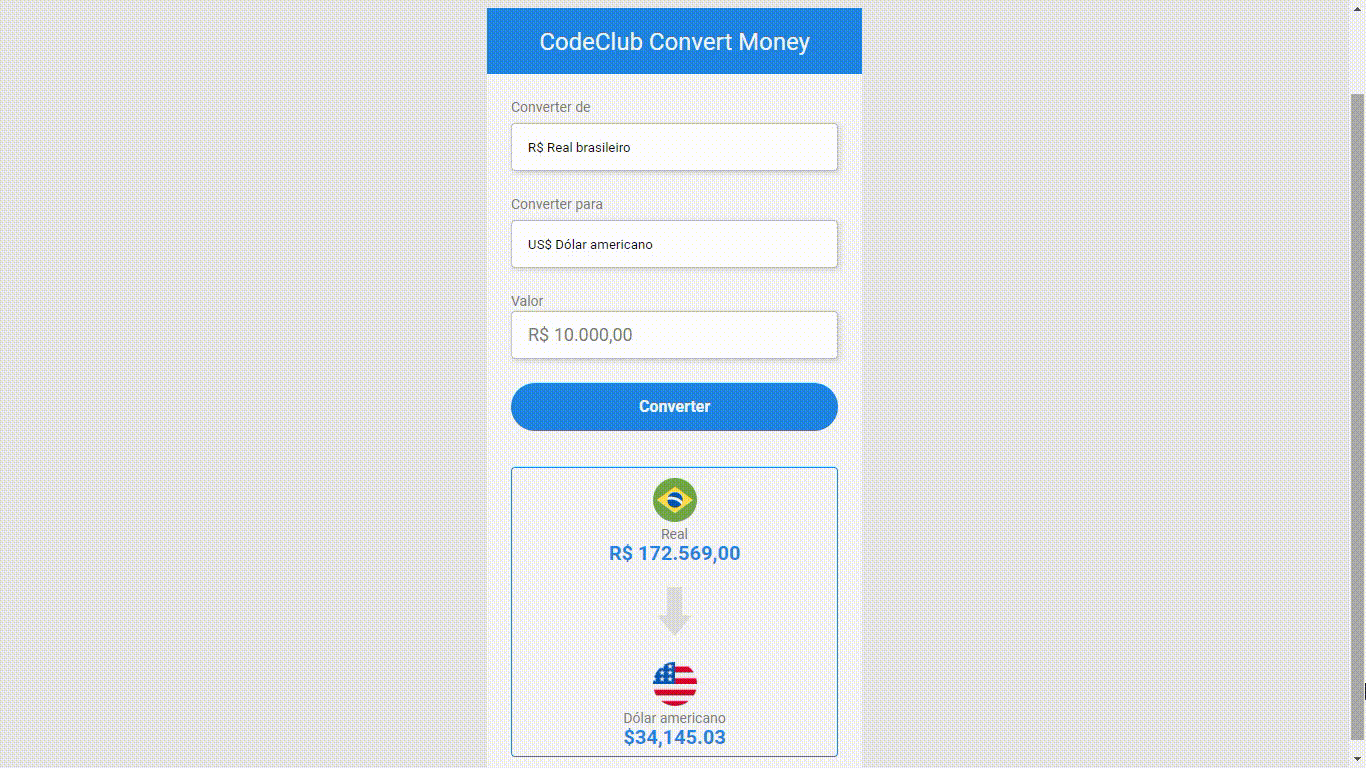 CodeClub Convert Money
Converter de
R$ Real brasileiro
Converter para
US$ Dólar americano
Valor
R$ 10.000,00
Converter
Real
R$ 172.569,00
Dólar americano
$34,145.03